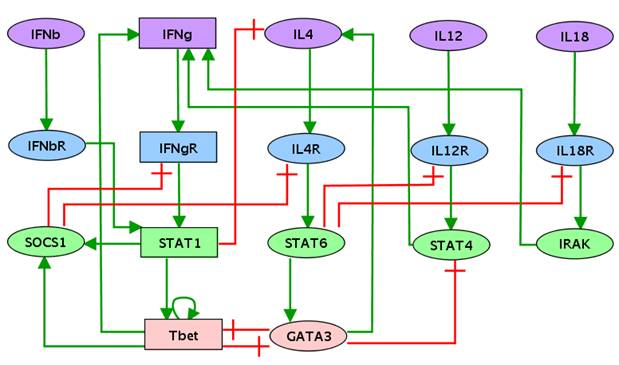 IFNb IFNg IL4 IL12 IL18
IFNbR IFNgR IL4R IL12R IL18R
SOCS1 STAT1 STAT6 STAT4 IRAK
Tbet GATA3